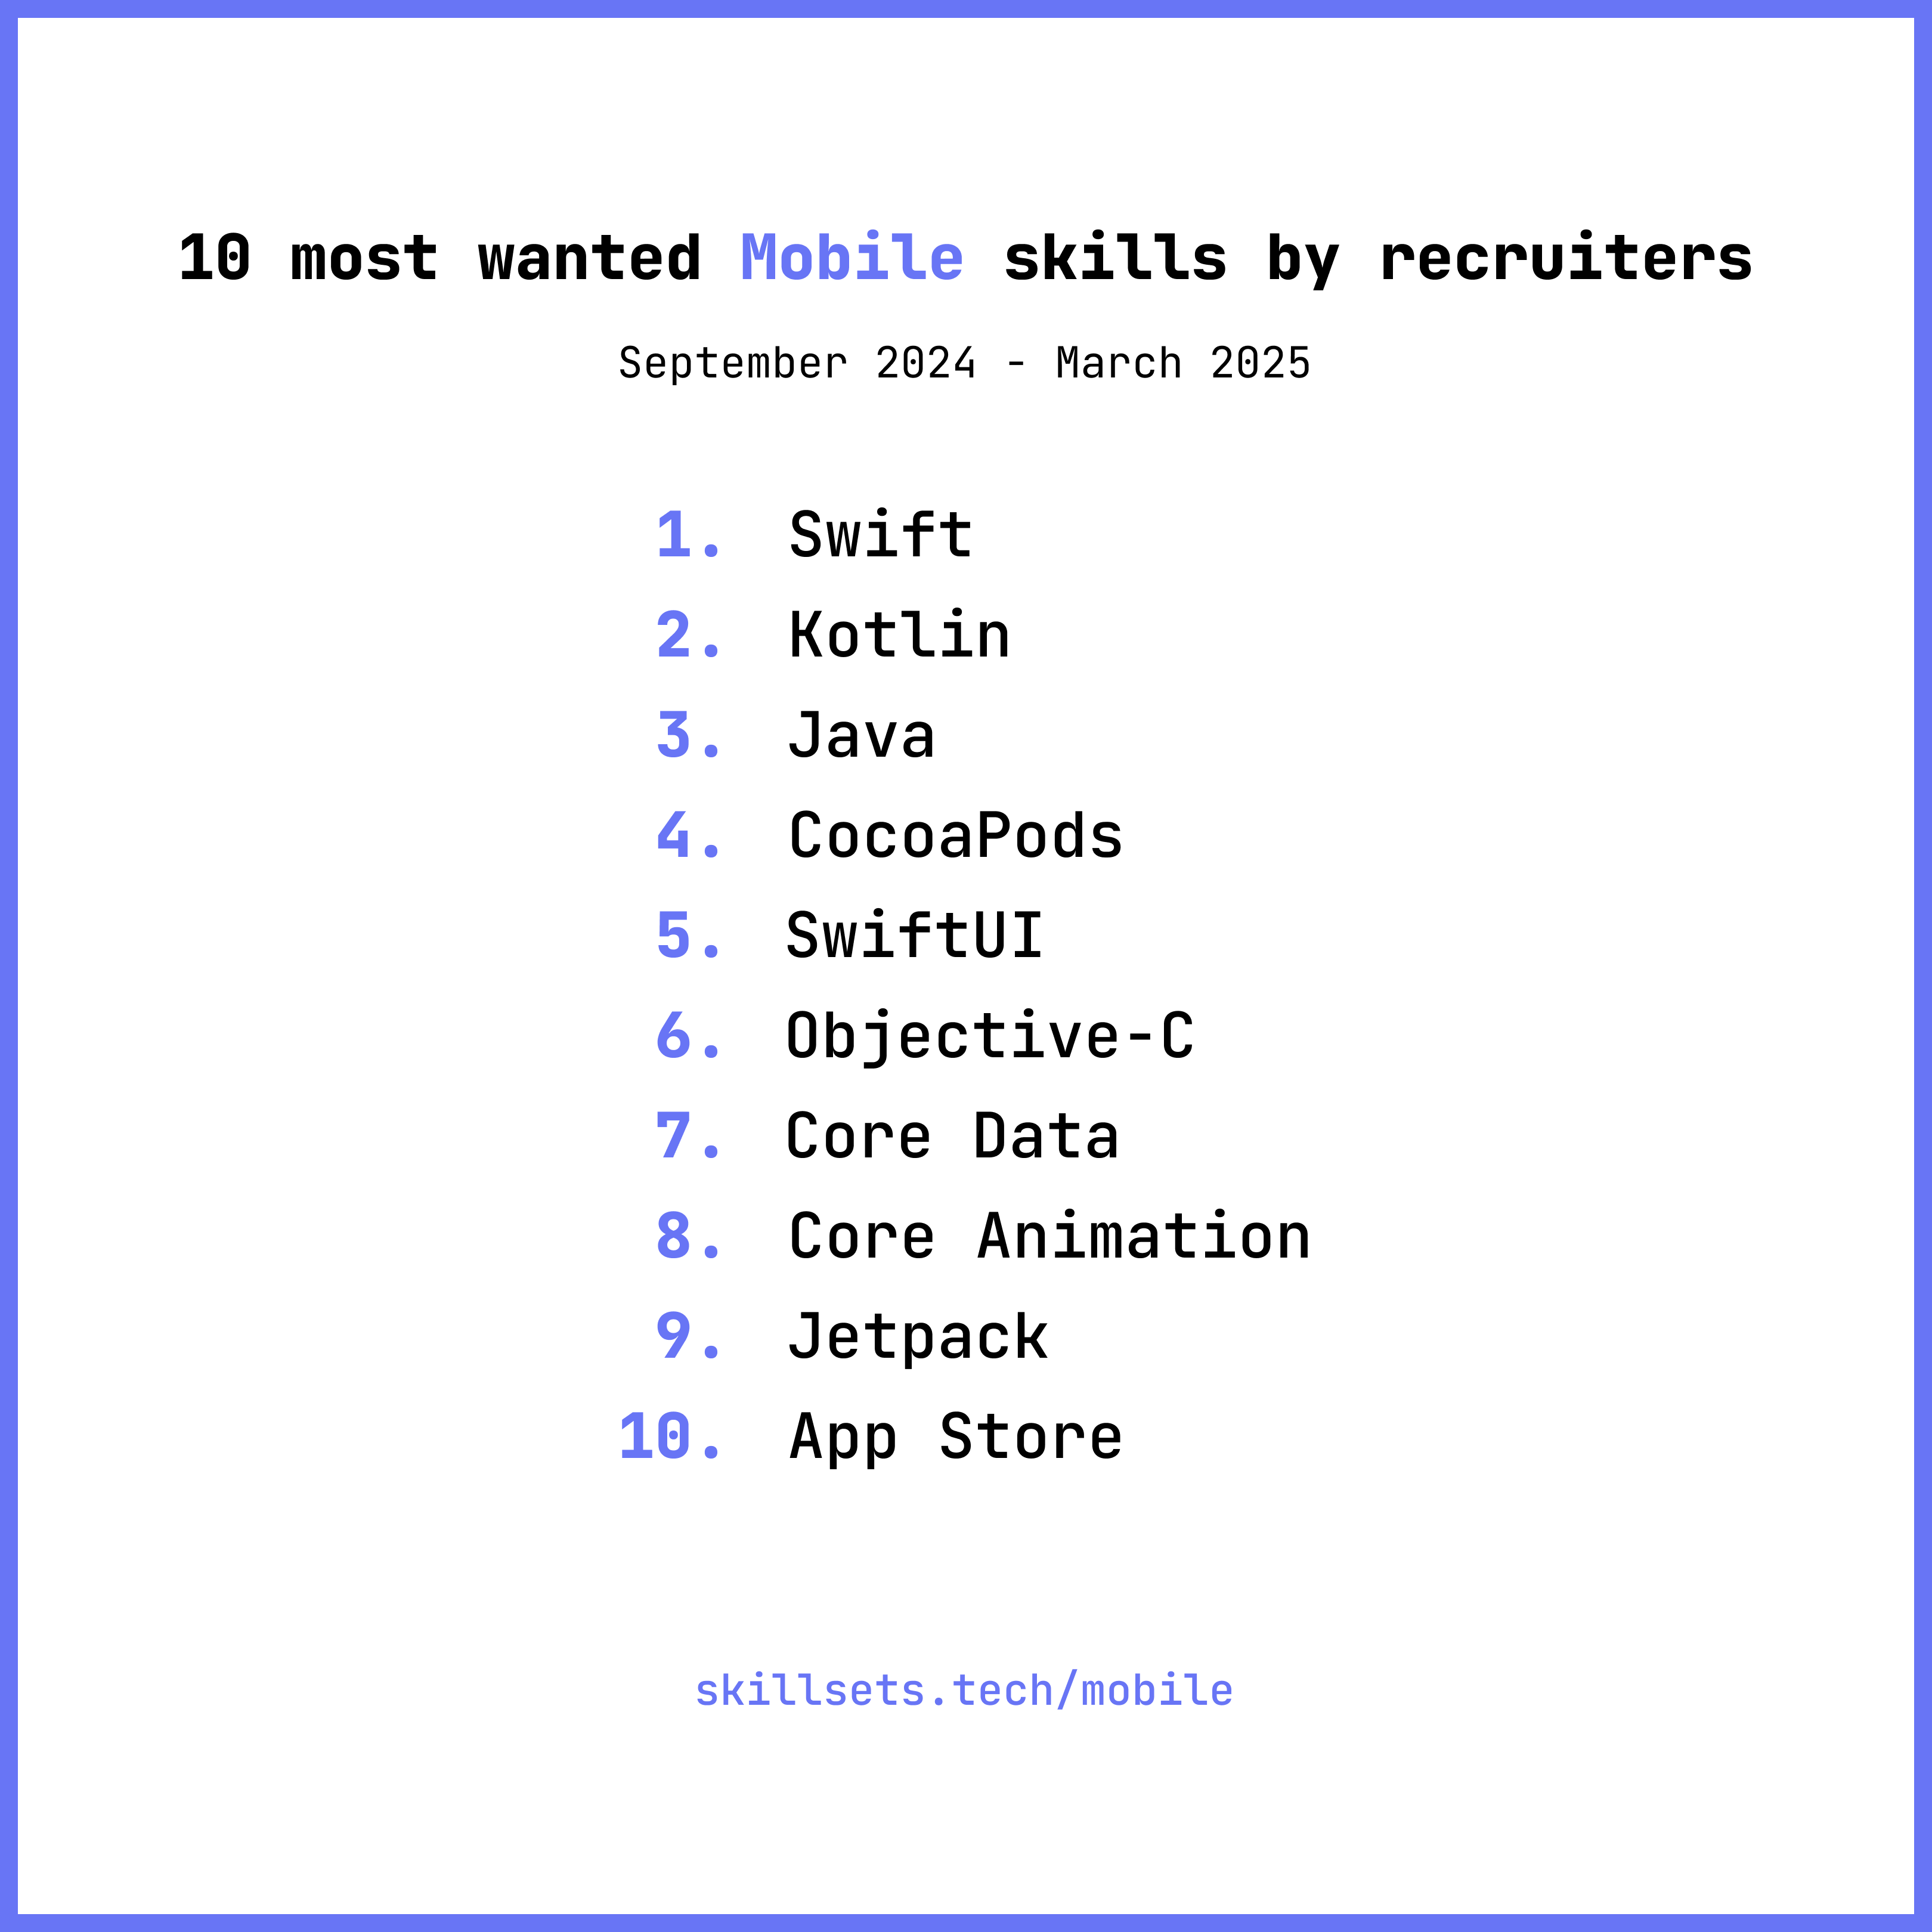 10 most wanted Mobile skills by recruiters
September 2024 - March 2025
1. Swift
2. Kotlin
3. Java
4. CocoaPods
5. SwiftUI
6. Objective-C
7. Core Data
8. Core Animation
9. Jetpack
10. App Store
skillsets.tech/mobile